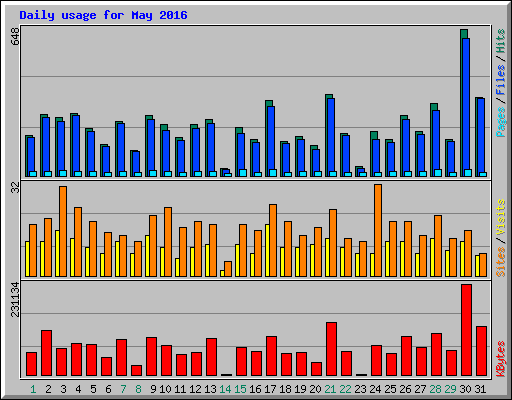 Daily usage for May 2016
648
Pages / Files / Hits
32
Sites / Visits
231134
KBytes
1 2 3 4 5 6 7 8 9 10 11 12 13 14 15 16 17 18 19 20 21 22 23 24 25 26 27 28 29 30 31